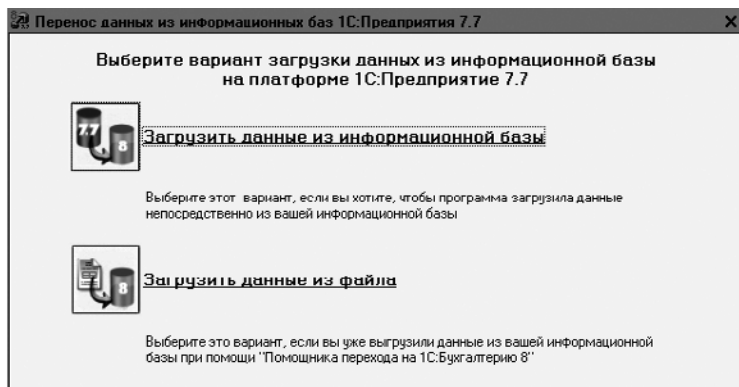 Перенос данных из информационных баз 1С:Предприятия 7.7
Выберите вариант загрузки данных из информационной базы
на платформе 1С:Предприятие 7.7
7.7
8
Загрузить данные из информационной базы
Выберите этот вариант, если вы хотите, чтобы программа загрузила данные
непосредственно из вашей информационной базы
8
Загрузить данные из файла
Выберите это вариант, если вы уже выгрузили данные из вашей информационной
базы при помощи "Помощника перехода на 1С:Бухгалтерию 8"